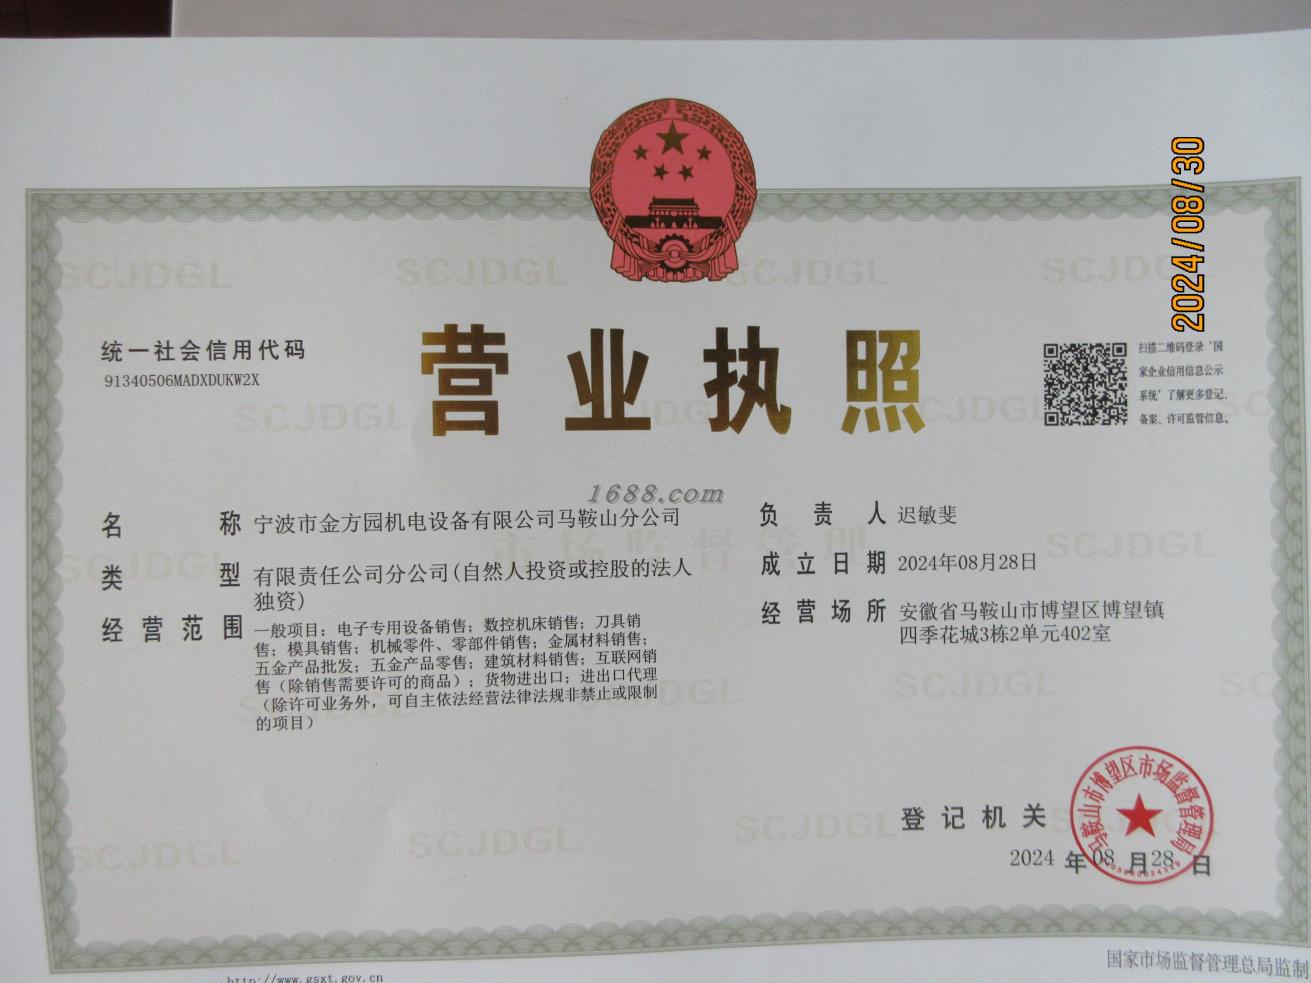 2024/08/30
营业执照
统一社会信用代码
91340506MADXDUKW2X
扫描二维码登录‘国
家企业信用信息公示
系统’了解更多登记、
备案、许可监管信息。
1688.com
名称 宁波市金方园机电设备有限公司马鞍山分公司
类型 有限责任公司分公司(自然人投资或控股的法人
独资)
经营范围 一般项目：电子专用设备销售；数控机床销售；刀具销
售；模具销售；机械零件、零部件销售；金属材料销售；
五金产品批发；五金产品零售；建筑材料销售；互联网销
售（除销售需要许可的商品）；货物进出口；进出口代理
（除许可业务外，可自主依法经营法律法规非禁止或限制
的项目）
负责人 迟敏斐
成立日期 2024年08月28日
经营场所 安徽省马鞍山市博望区博望镇
四季花城3栋2单元402室
登记机关
马鞍山市博望区市场监督管理局
2024年08月28日
http://www.gsxt.gov.cn
国家市场监督管理总局监制
SCJDGL
市场监督管理